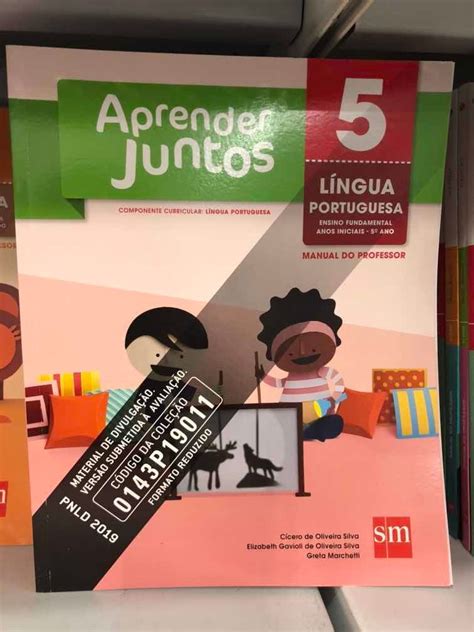 Aprender
Juntos
5
LÍNGUA
PORTUGUESA
ENSINO FUNDAMENTAL
ANOS INICIAIS - 5º ANO
COMPONENTE CURRICULAR: LÍNGUA PORTUGUESA
MANUAL DO PROFESSOR
MATERIAL DE DIVULGAÇÃO.
VERSÃO SUBMETIDA À AVALIAÇÃO.
CÓDIGO DA COLEÇÃO
0143P19011
FORMATO REDUZIDO
PNLD 2019
Cícero de Oliveira Silva
Elizabeth Gavioli de Oliveira Silva
Greta Marchetti
sm